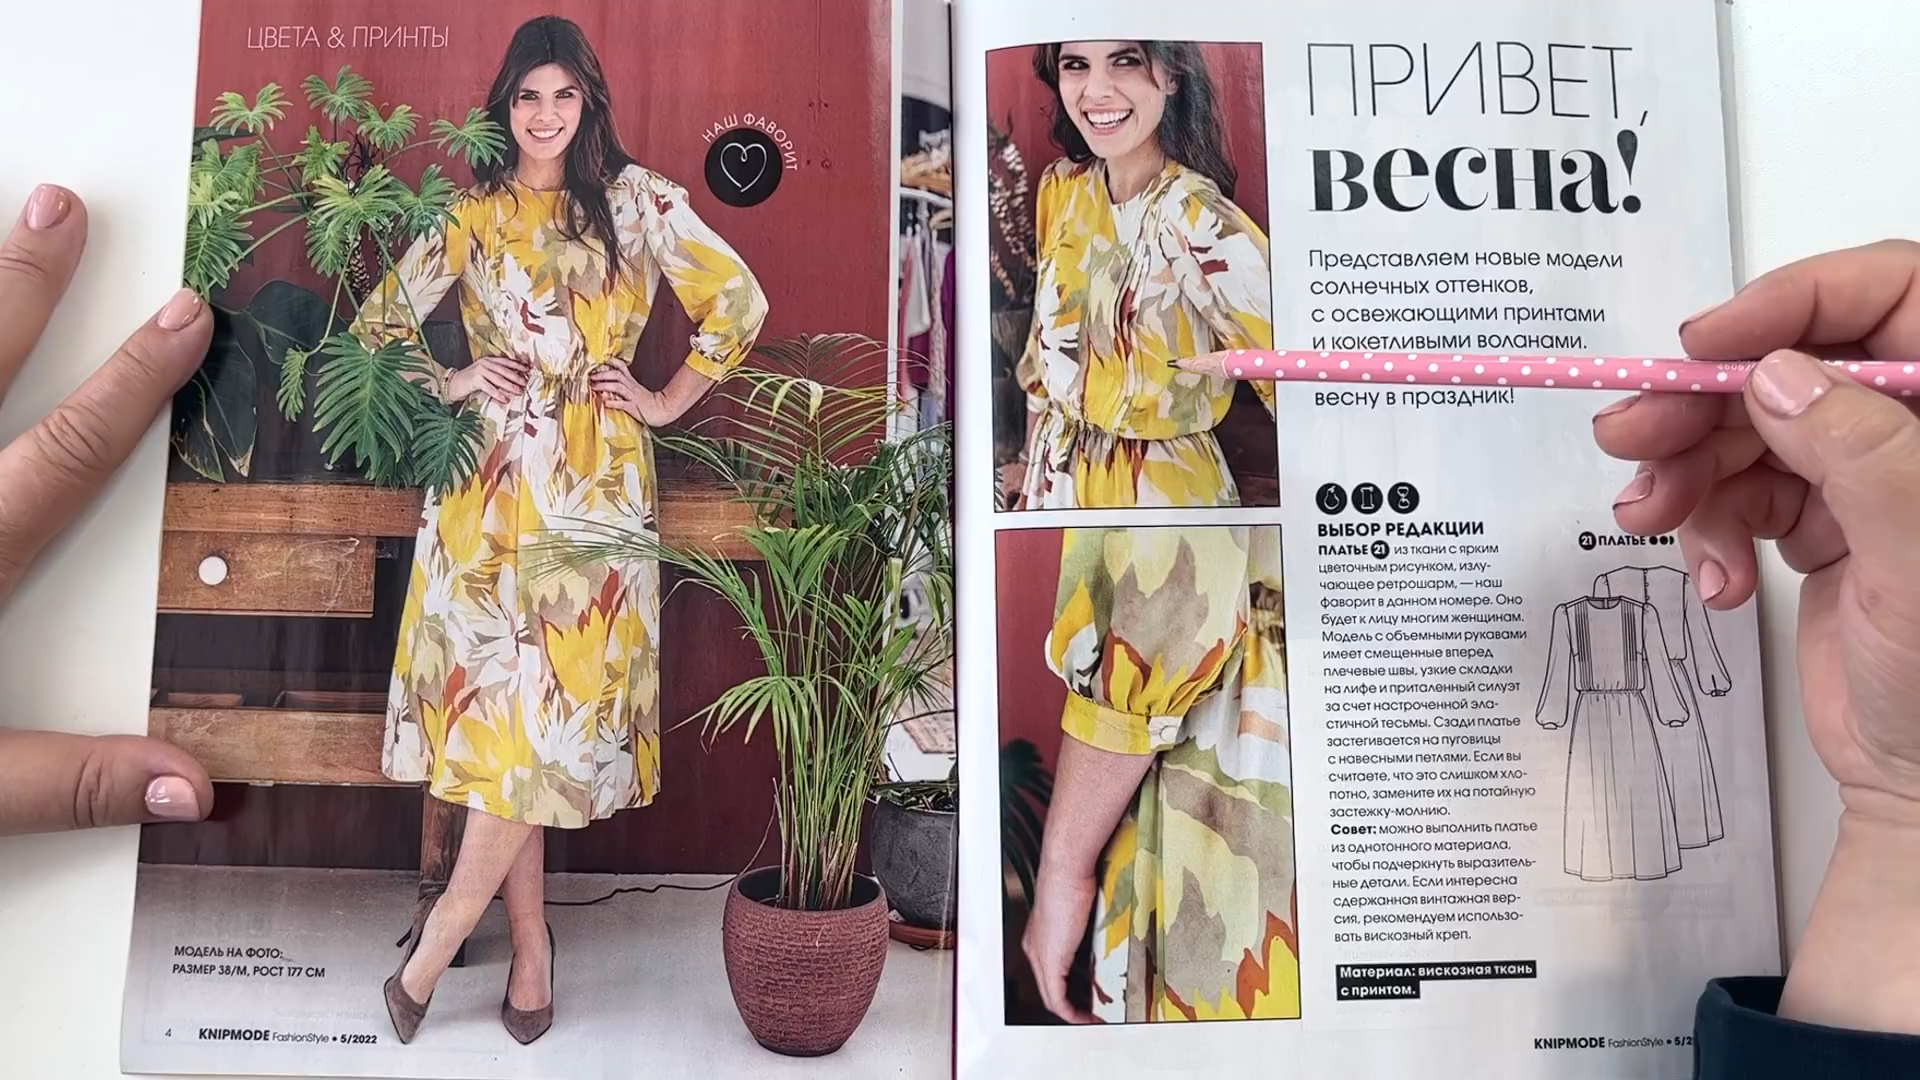 ЦВЕТА & ПРИНТЫ
НАШ ФАВОРИТ
МОДЕЛЬ НА ФОТО:
РАЗМЕР 38/M, РОСТ 177 СМ
4 KNIPMODE FashionStyle • 5/2022
ПРИВЕТ,
весна!
Представляем новые модели
солнечных оттенков,
с освежающими принтами
и кокетливыми воланами.
весну в праздник!
ВЫБОР РЕДАКЦИИ
ПЛАТЬЕ 21 из ткани с ярким
цветочным рисунком, излу-
чающее ретрошарм, — наш
фаворит в данном номере. Оно
будет к лицу многим женщинам.
Модель с объемными рукавами
имеет смещенные вперед
плечевые швы, узкие складки
на лифе и приталенный силуэт
за счет настроченной эла-
стичной тесьмы. Сзади платье
застегивается на пуговицы
с навесными петлями. Если вы
считаете, что это слишком хло-
потно, замените их на потайную
застежку-молнию.
Совет: можно выполнить платье
из однотонного материала,
чтобы подчеркнуть выразитель-
ные детали. Если интересна
сдержанная винтажная вер-
сия, рекомендуем использо-
вать вискозный креп.
Материал: вискозная ткань
с принтом.
21 ПЛАТЬЕ
KNIPMODE FashionStyle • 5/2